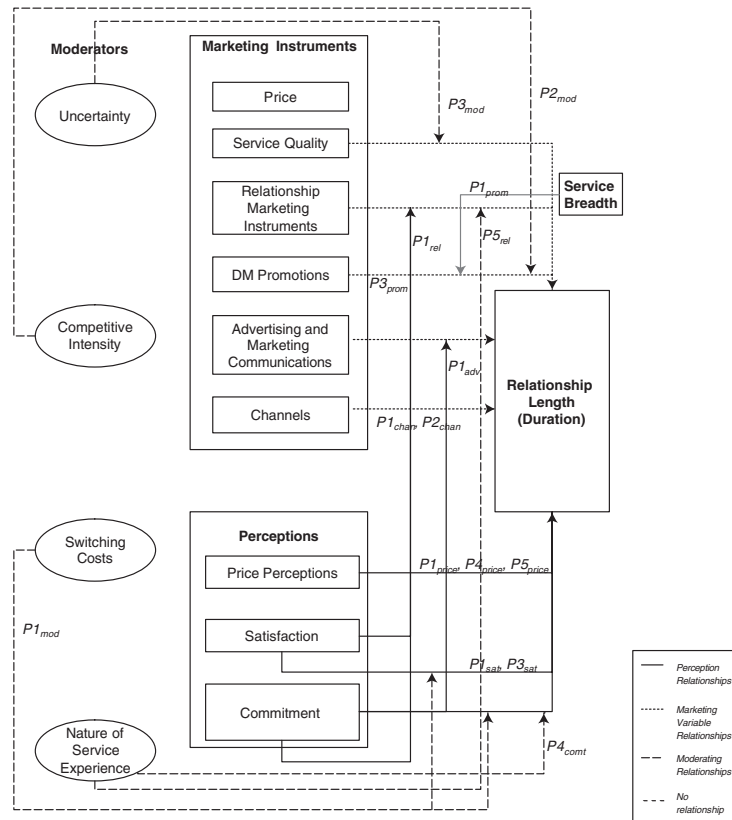 Moderators
Marketing Instruments
Uncertainty
Price
P3mod
P2mod
Service Quality
Relationship
Marketing
Instruments
P1prom
Service
Breadth
P1rel
P5rel
DM Promotions
P3prom
Competitive
Intensity
Advertising and
Marketing
Communications
P1adv
Relationship
Length
(Duration)
Channels
P1chan, P2chan
Switching
Costs
Perceptions
Price Perceptions
P1price, P4price, P5price
P1mod
Satisfaction
P1sat, P3sat
Commitment
Nature of
Service
Experience
P4comt
Perception
Relationships
Marketing
Variable
Relationships
Moderating
Relationships
No
relationship